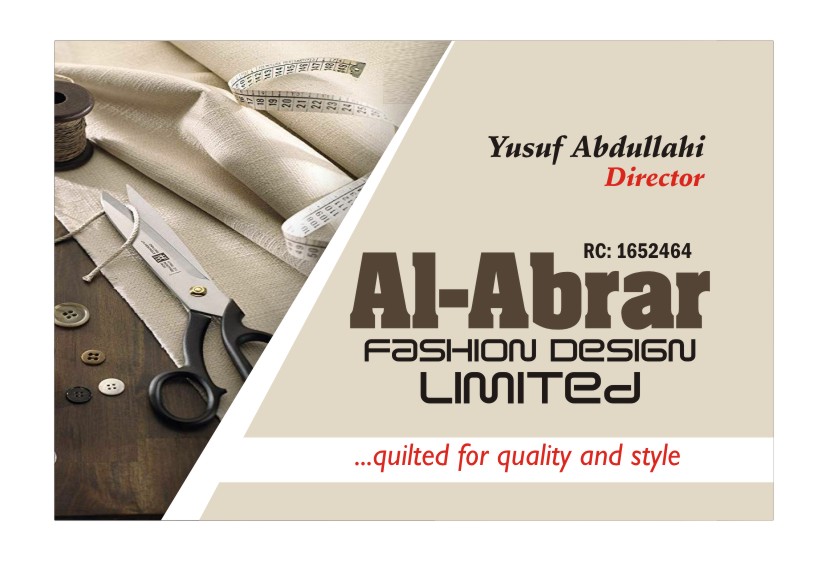 Yusuf Abdullahi
Director
RC: 1652464
Al-Abrar
FASHION DESIGN
LIMITEd
...quilted for quality and style